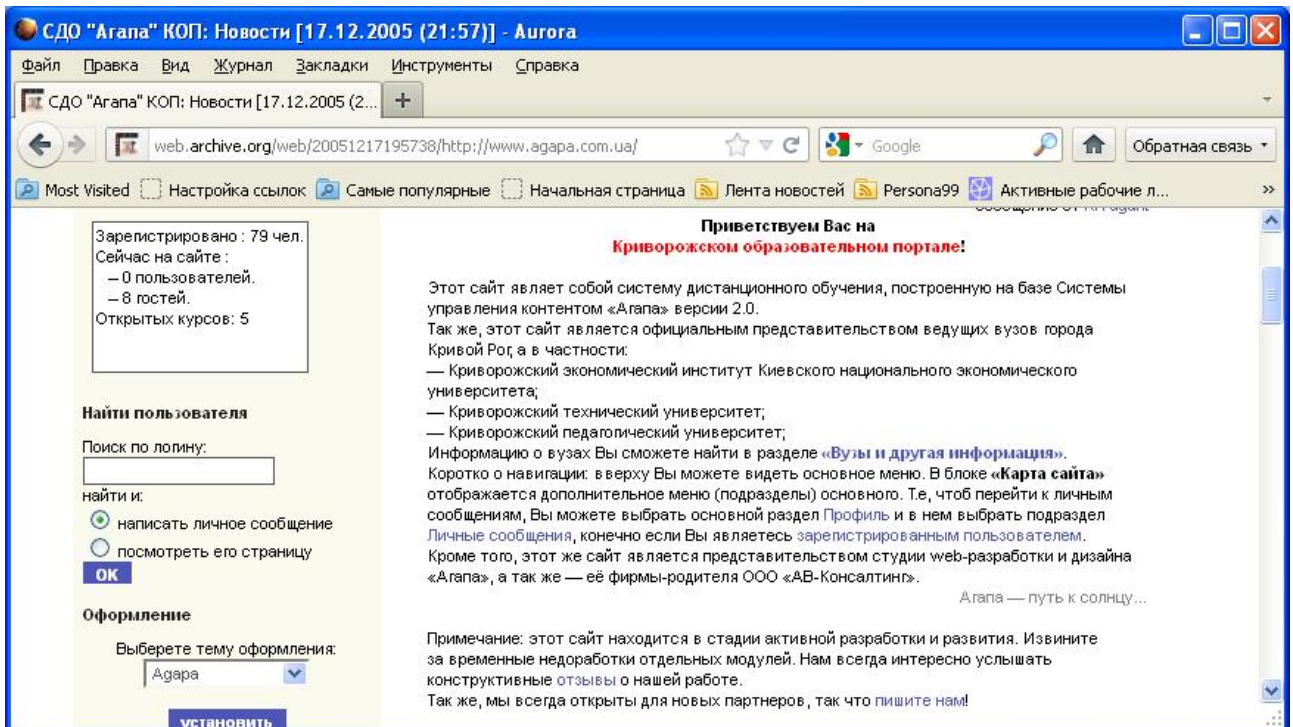 СДО "Агапа" КОП: Новости [17.12.2005 (21:57)] - Aurora
Файл Правка Вид Журнал Закладки Инструменты Справка
СДО "Агапа" КОП: Новости [17.12.2005 (2...
web.archive.org/web/20051217195738/http://www.agapa.com.ua/
Google
Обратная связь
Most Visited Настройка ссылок Самые популярные Начальная страница Лента новостей Persona99 Активные рабочие л... »
Зарегистрировано : 79 чел.
Сейчас на сайте :
– 0 пользователей.
– 8 гостей.
Открытых курсов: 5
Найти пользователя
Поиск по логину:
найти и:
написать личное сообщение
посмотреть его страницу
ОК
Оформление
Выберете тему оформления:
Agapa
установить
Приветствуем Вас на
Криворожском образовательном портале!
Этот сайт являет собой систему дистанционного обучения, построенную на базе Системы
управления контентом «Агапа» версии 2.0.
Так же, этот сайт является официальным представительством ведущих вузов города
Кривой Рог, а в частности:
— Криворожский экономический институт Киевского национального экономического
университета;
— Криворожский технический университет;
— Криворожский педагогический университет;
Информацию о вузах Вы сможете найти в разделе «Вузы и другая информация».
Коротко о навигации: вверху Вы можете видеть основное меню. В блоке «Карта сайта»
отображается дополнительное меню (подразделы) основного. Т.е, чтоб перейти к личным
сообщениям, Вы можете выбрать основной раздел Профиль и в нем выбрать подраздел
Личные сообщения, конечно если Вы являетесь зарегистрированным пользователем.
Кроме того, этот же сайт является представительством студии web-разработки и дизайна
«Агапа», а так же — её фирмы-родителя ООО «АВ-Консалтинг».
Агапа — путь к солнцу...
Примечание: этот сайт находится в стадии активной разработки и развития. Извините
за временные недоработки отдельных модулей. Нам всегда интересно услышать
конструктивные отзывы о нашей работе.
Так же, мы всегда открыты для новых партнеров, так что пишите нам!